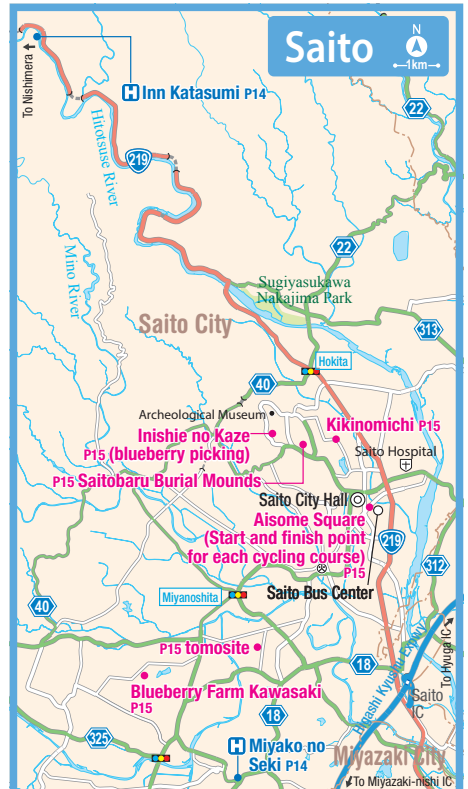 Saito
N
1km
To Nishimera
H Inn Katasumi P14
22
219
Hitotsuse River
Mino River
22
Sugiyasukawa
Nakajima Park
Saito City
313
Hokita
40
Archeological Museum
Inishie no Kaze
P15 (blueberry picking)
Kikinomichi P15
Saito Hospital
P15 Saitobaru Burial Mounds
Saito City Hall
Aisome Square
(Start and finish point
for each cycling course)
P15
219
Saito Bus Center
312
40
Miyanoshita
P15 tomosite
18
Higashi Kyushu EXPWY
To Hyuga IC
Blueberry Farm Kawasaki
P15
Saito
IC
18
325
H Miyako no
Seki P14
Miyazaki City
To Miyazaki-nishi IC